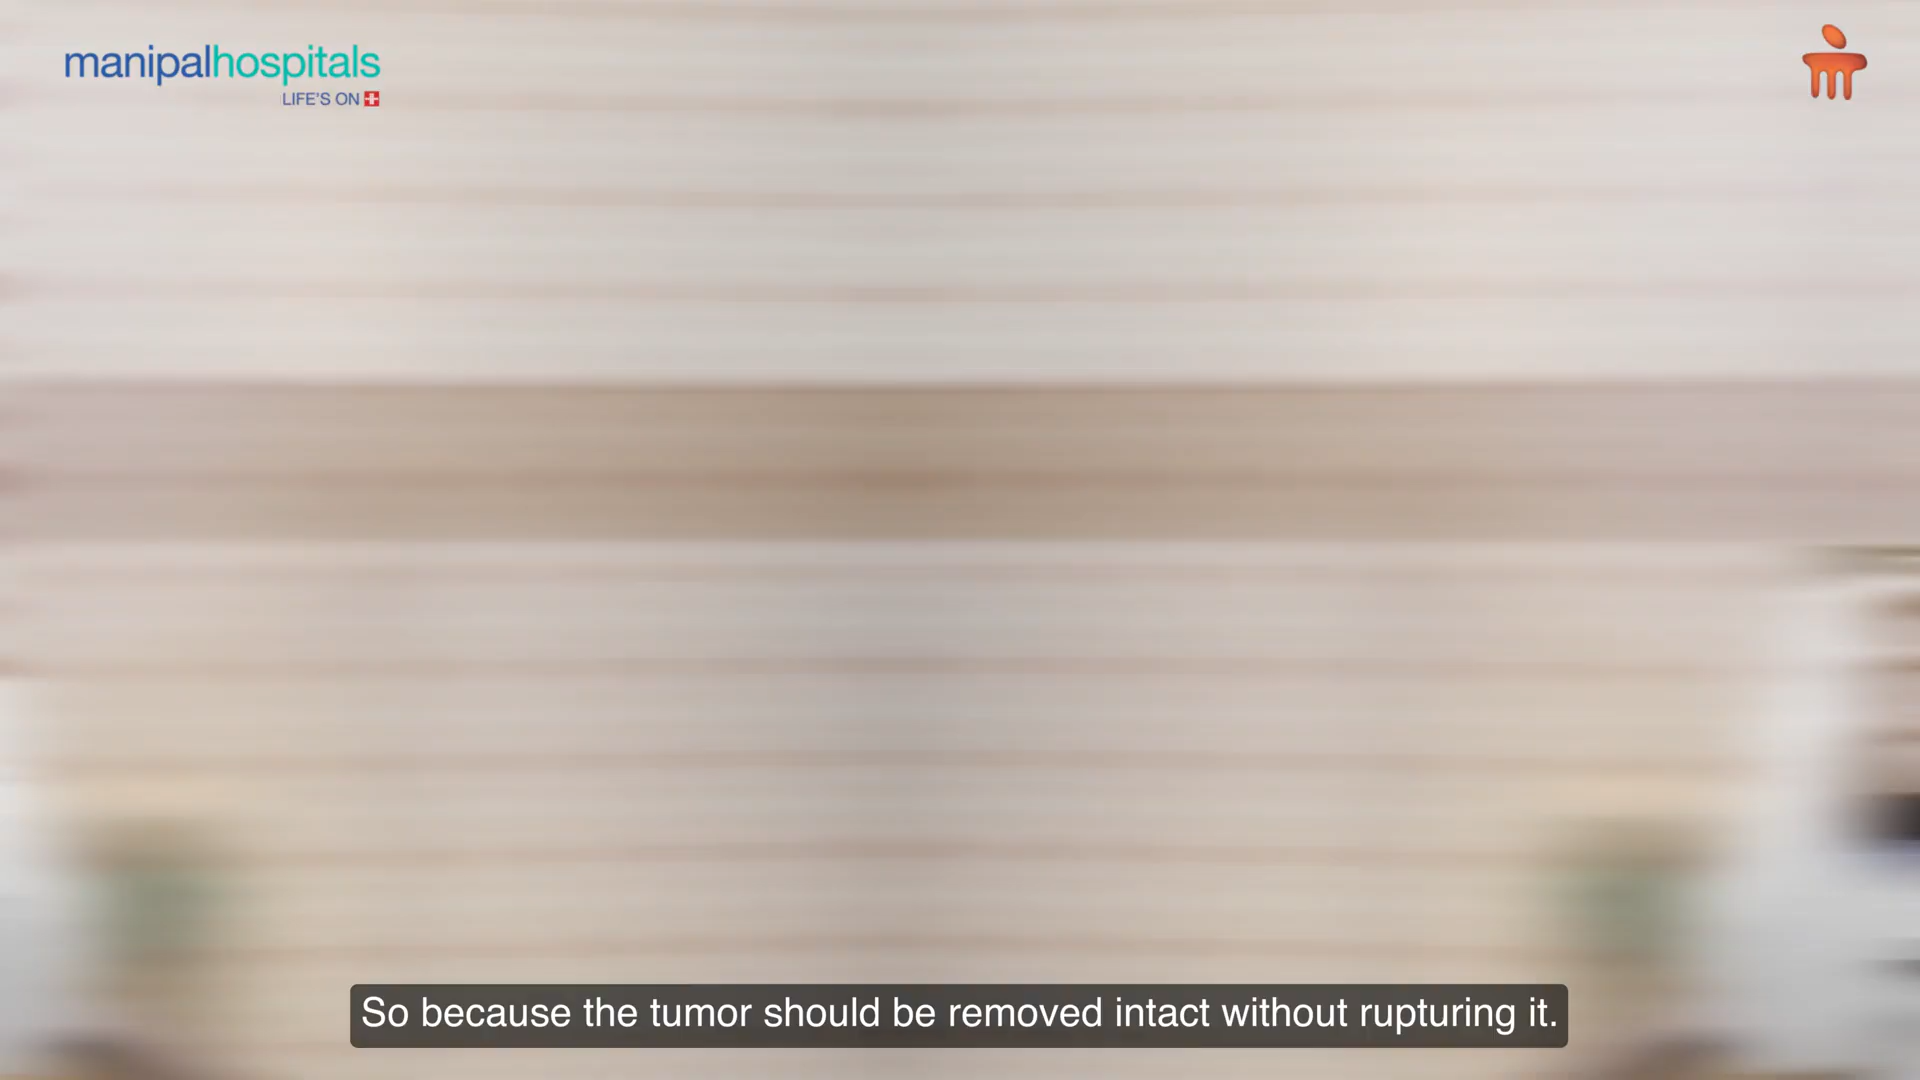 manipalhospitals
LIFE'S ON
So because the tumor should be removed intact without rupturing it.